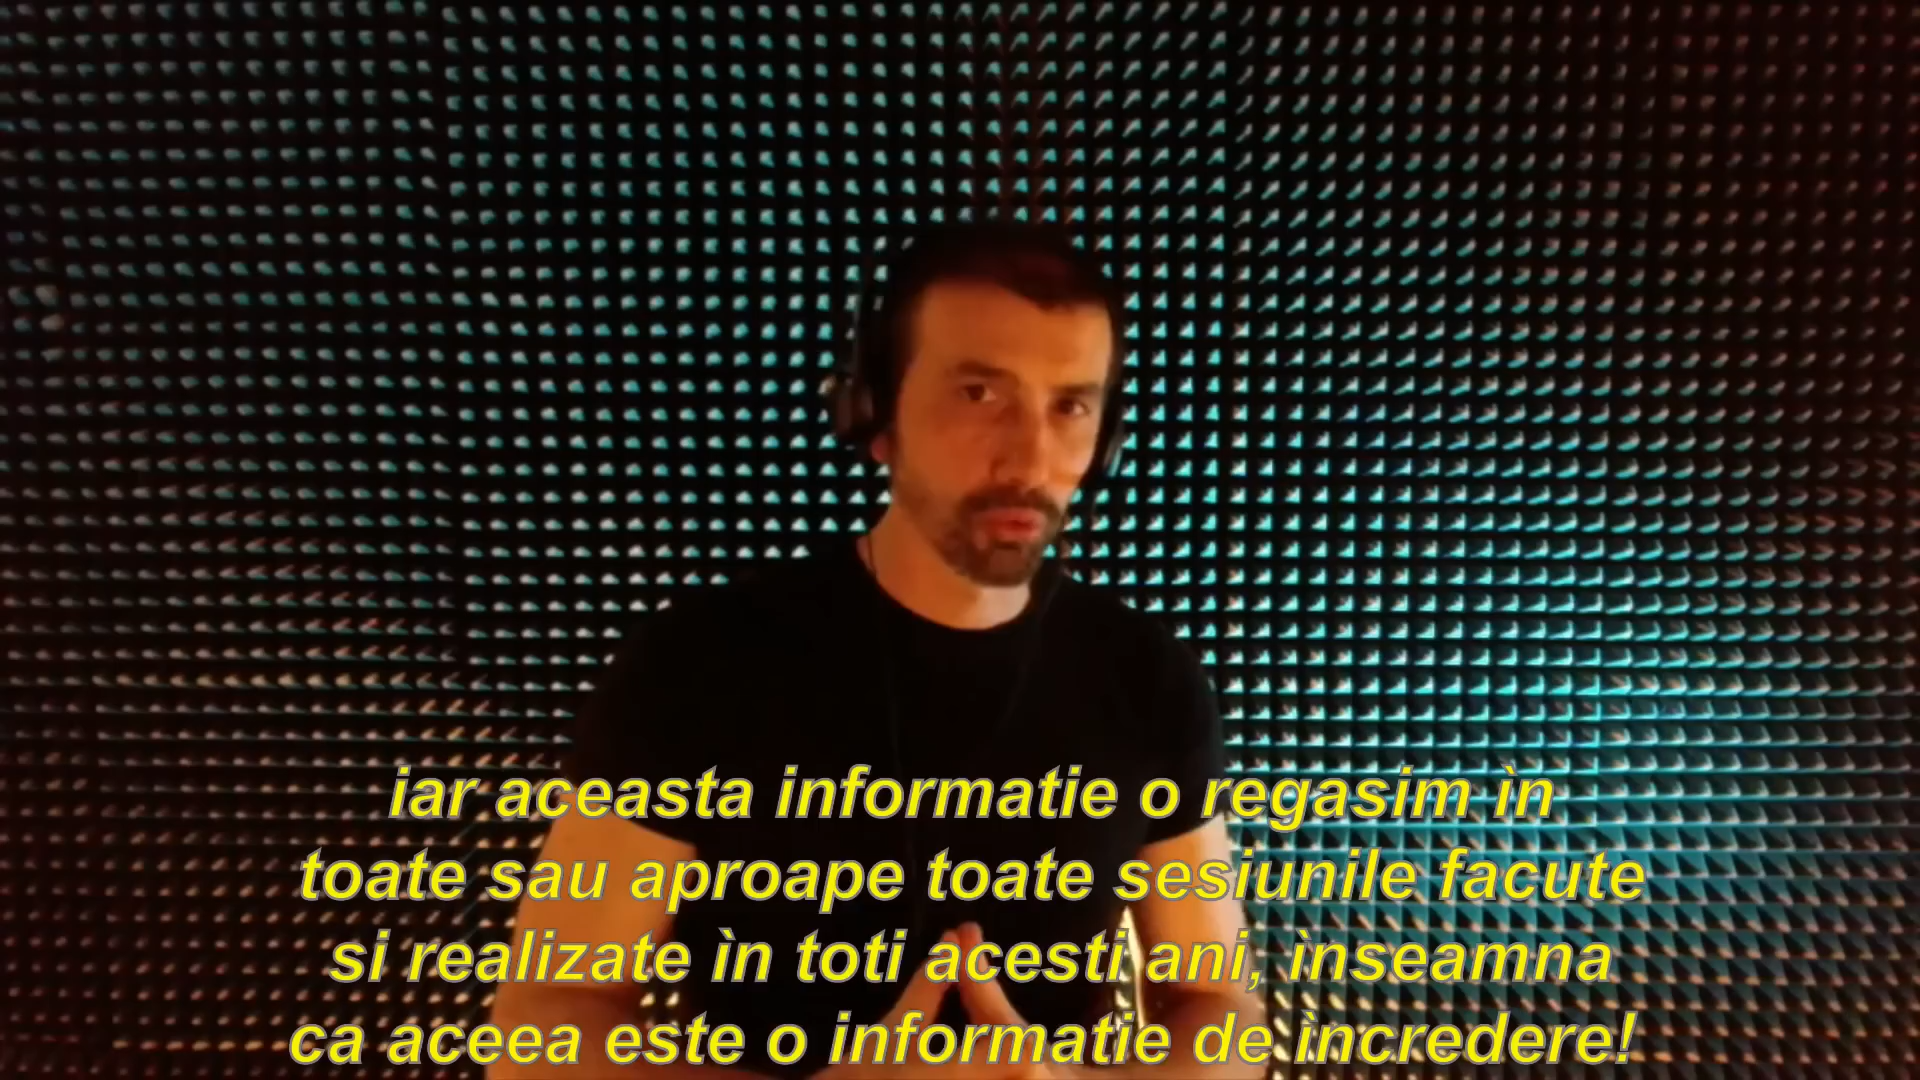 iar aceasta informatie o regasim ìn
toate sau aproape toate sesiunile facute
si realizate ìn toti acesti ani, ìnseamna
ca aceea este o informatie de ìncredere!